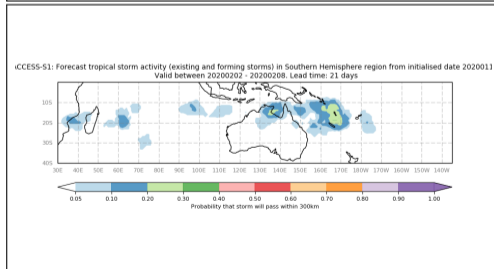 ACCESS-S1: Forecast tropical storm activity (existing and forming storms) in Southern Hemisphere region from initialised date 2020011
Valid between 20200202 - 20200208. Lead time: 21 days
10S
20S
30S
40S
30E 40E 50E 60E 70E 80E 90E 100E 110E 120E 130E 140E 150E 160E 170E 180E 170W 160W 150W 140W
0.05 0.10 0.20 0.30 0.40 0.50 0.60 0.70 0.80 0.90 1.00
Probability that storm will pass within 300km